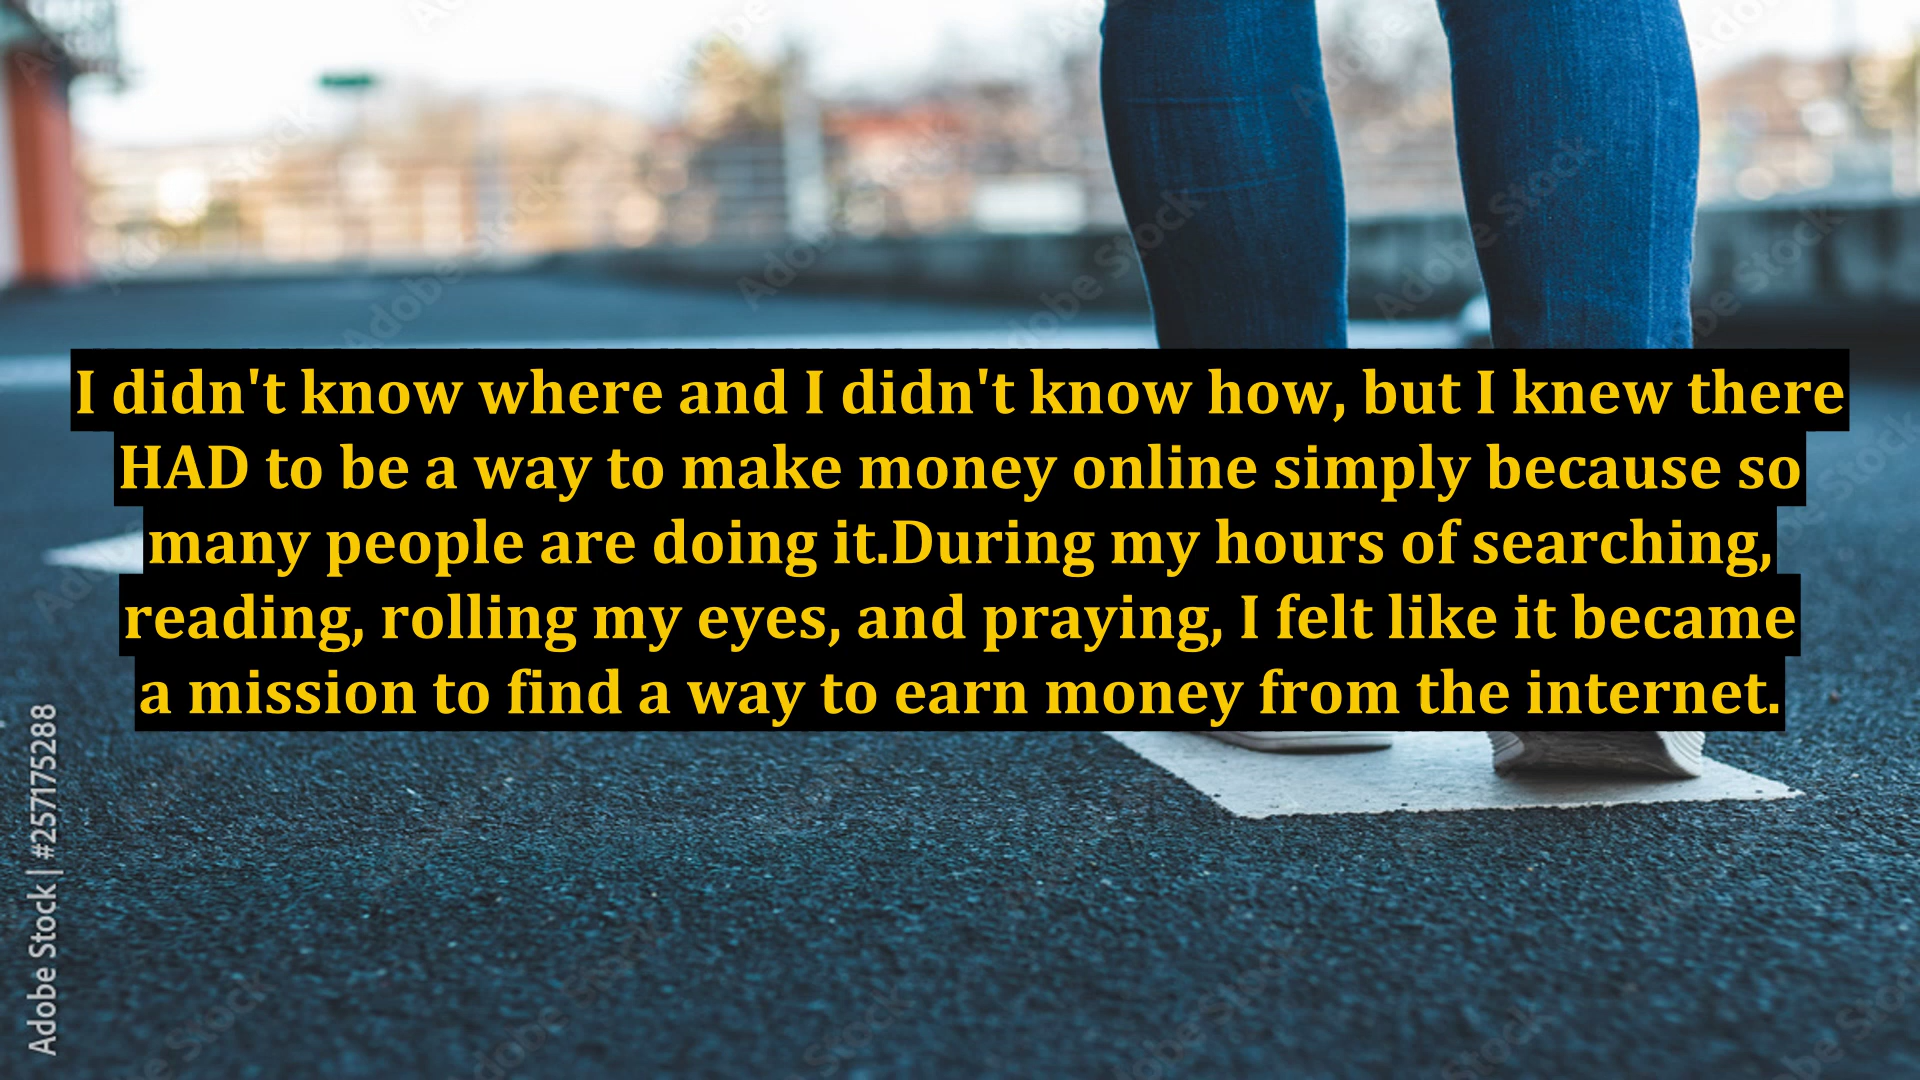 I didn't know where and I didn't know how, but I knew there
HAD to be a way to make money online simply because so
many people are doing it.During my hours of searching,
reading, rolling my eyes, and praying, I felt like it became
a mission to find a way to earn money from the internet.
Adobe Stock | #257175288